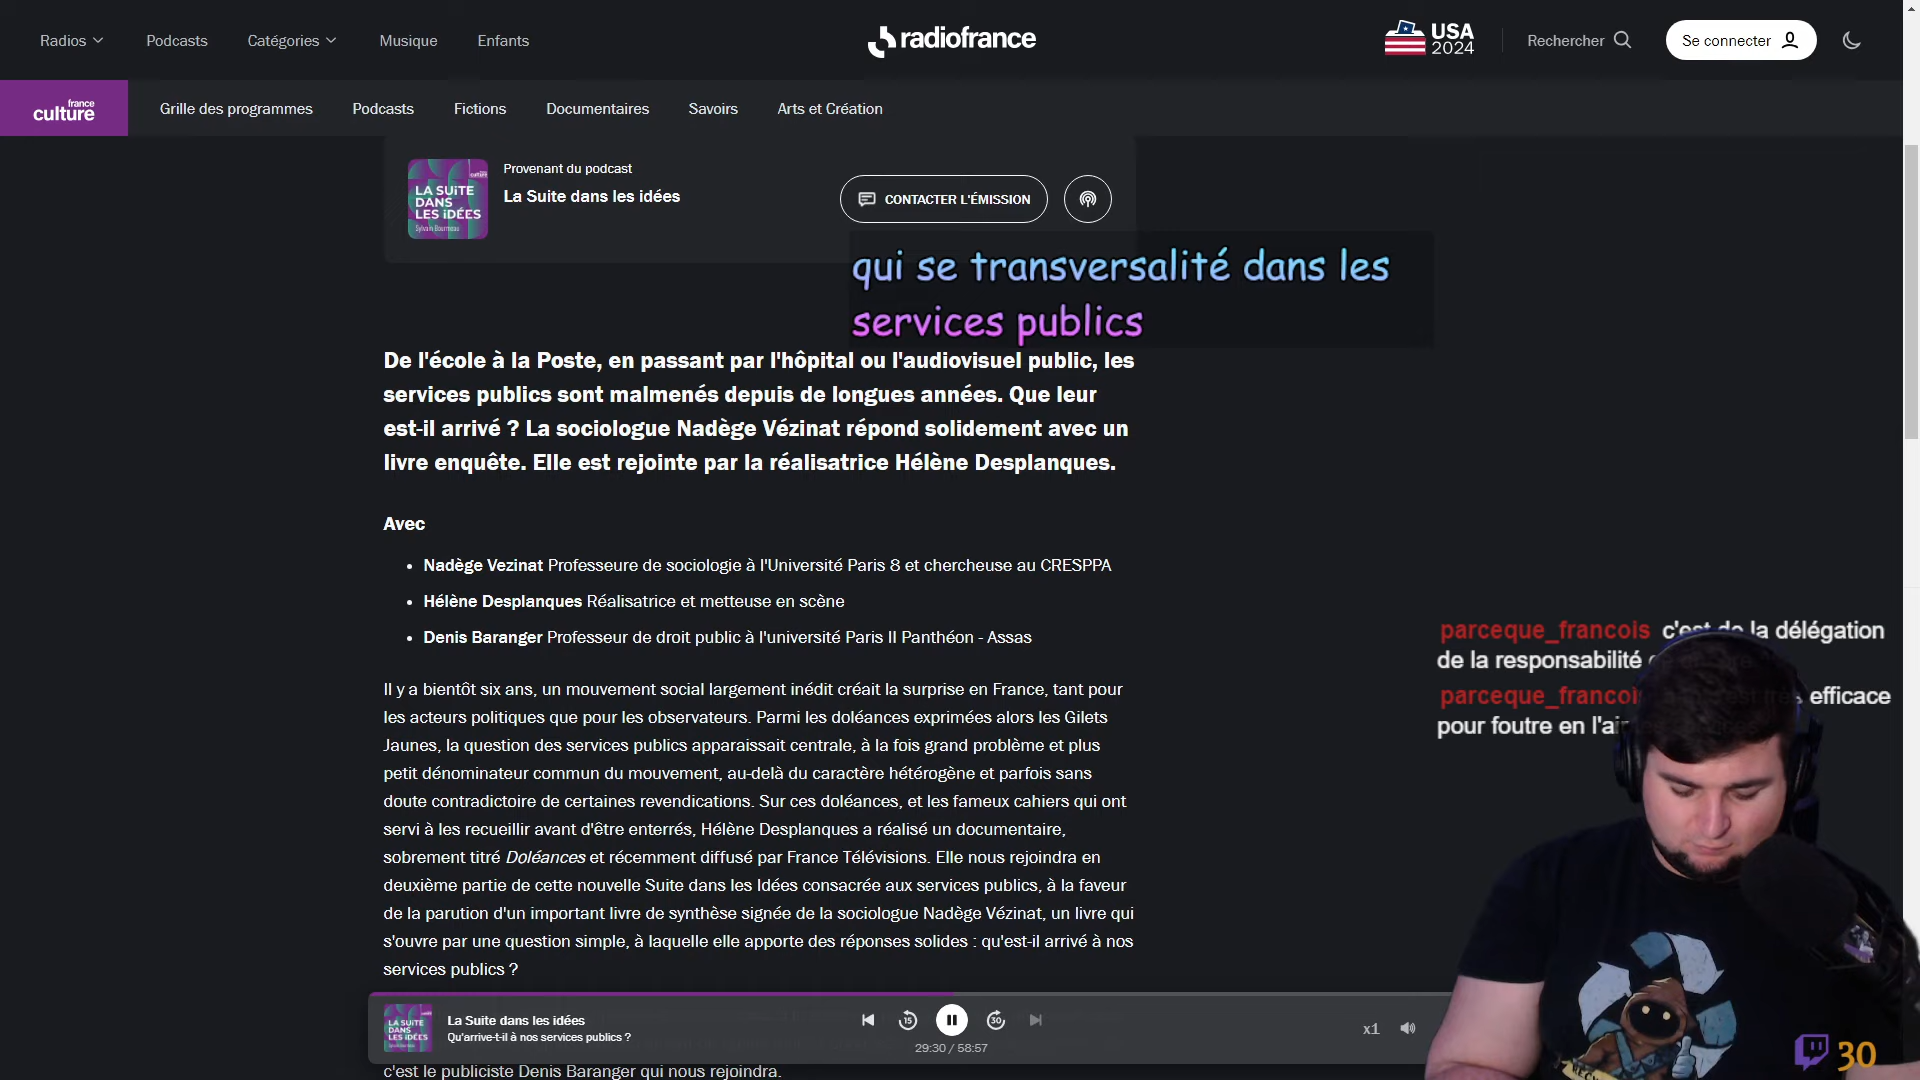 Radios
Podcasts
Catégories
Musique
Enfants
radiofrance
USA
2024
Rechercher
Se connecter
france
culture
Grille des programmes
Podcasts
Fictions
Documentaires
Savoirs
Arts et Création
LA SUITE
DANS
LES IDÉES
Sylvain Bourmeau
Provenant du podcast
La Suite dans les idées
CONTACTER L'ÉMISSION
qui se transversalité dans les
services publics
De l'école à la Poste, en passant par l'hôpital ou l'audiovisuel public, les
services publics sont malmenés depuis de longues années. Que leur
est-il arrivé ? La sociologue Nadège Vézinat répond solidement avec un
livre enquête. Elle est rejointe par la réalisatrice Hélène Desplanques.
Avec
• Nadège Vezinat Professeure de sociologie à l'Université Paris 8 et chercheuse au CRESPPA
• Hélène Desplanques Réalisatrice et metteuse en scène
• Denis Baranger Professeur de droit public à l'université Paris II Panthéon - Assas
Il y a bientôt six ans, un mouvement social largement inédit créait la surprise en France, tant pour
les acteurs politiques que pour les observateurs. Parmi les doléances exprimées alors les Gilets
Jaunes, la question des services publics apparaissait centrale, à la fois grand problème et plus
petit dénominateur commun du mouvement, au-delà du caractère hétérogène et parfois sans
doute contradictoire de certaines revendications. Sur ces doléances, et les fameux cahiers qui ont
servi à les recueillir avant d'être enterrés, Hélène Desplanques a réalisé un documentaire,
sobrement titré Doléances et récemment diffusé par France Télévisions. Elle nous rejoindra en
deuxième partie de cette nouvelle Suite dans les Idées consacrée aux services publics, à la faveur
de la parution d'un important livre de synthèse signée de la sociologue Nadège Vézinat, un livre qui
s'ouvre par une question simple, à laquelle elle apporte des réponses solides : qu'est-il arrivé à nos
services publics ?
c'est le publiciste Denis Baranger qui nous rejoindra.
parceque_francois c'est de la délégation
de la responsabilité
parceque_francois efficace
pour foutre en l'air
LA SUITE
DANS
LES IDÉES
La Suite dans les idées
Qu'arrive-t-il à nos services publics ?
15
30
29:30 / 58:57
x1
30